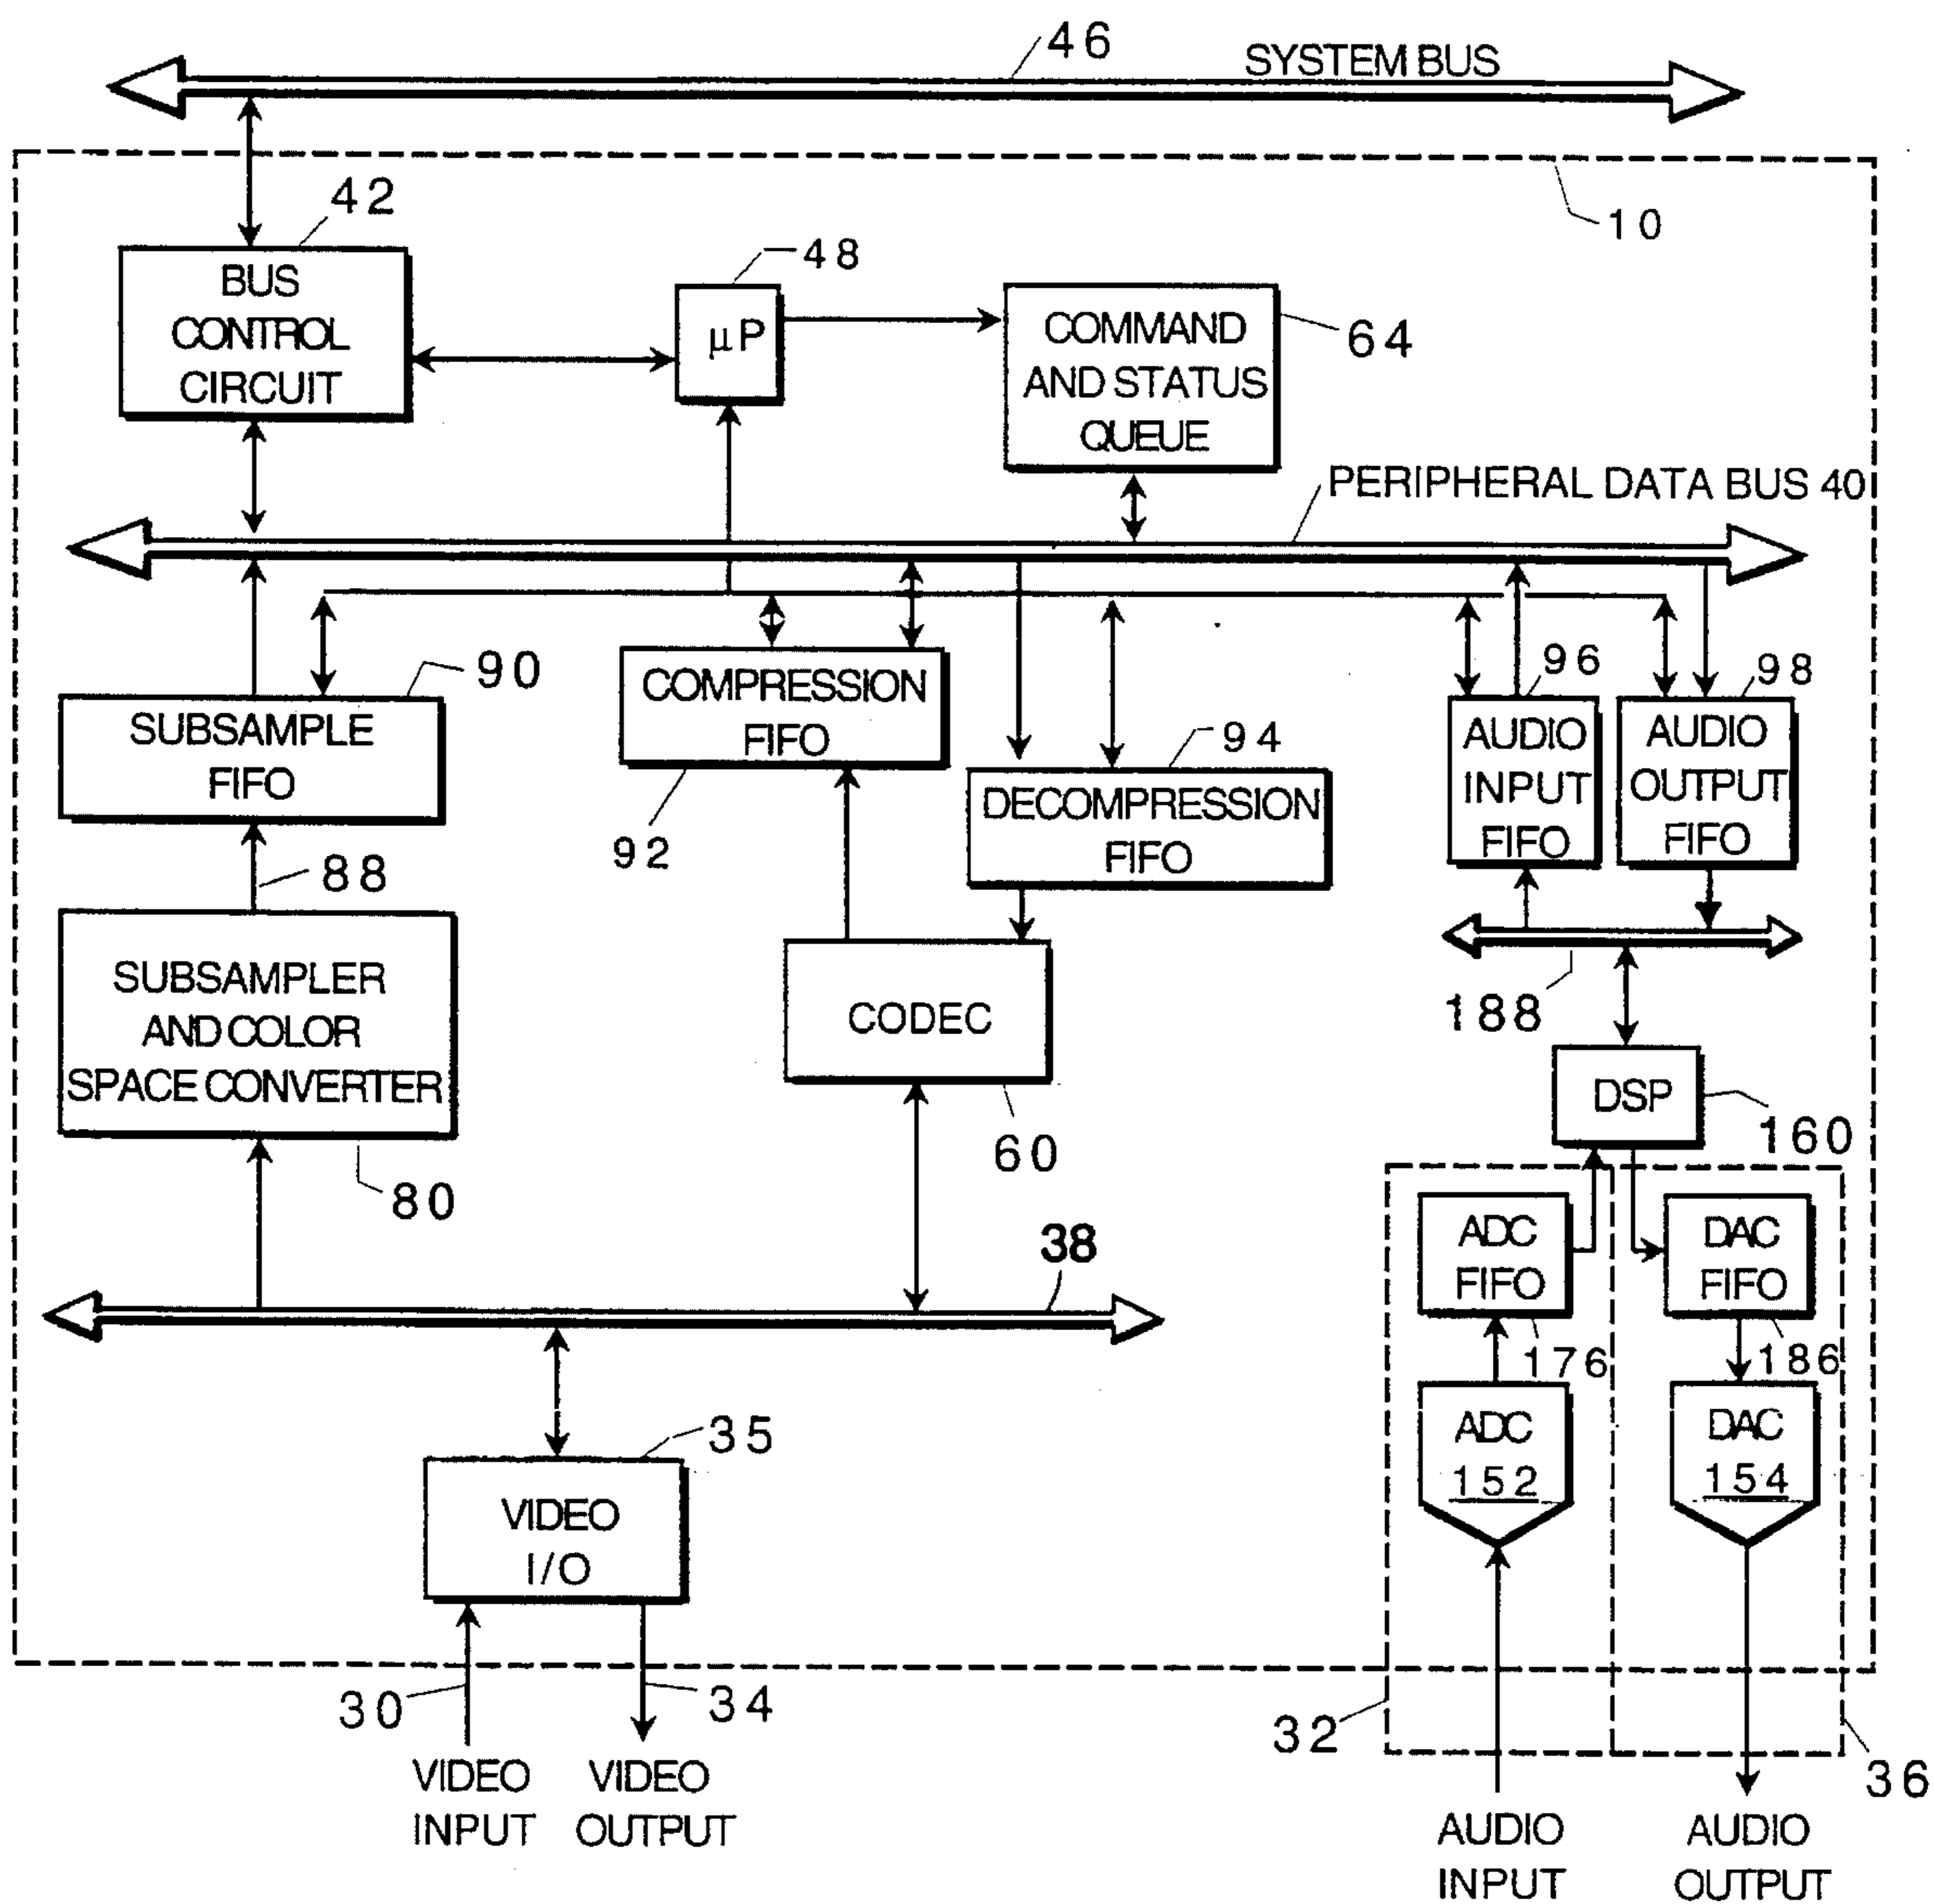 46
SYSTEM BUS
10
42
BUS
CONTROL
CIRCUIT
48
µP
COMMAND
AND STATUS
QUEUE
64
PERIPHERAL DATA BUS 40
90
SUBSAMPLE
FIFO
COMPRESSION
FIFO
92
94
DECOMPRESSION
FIFO
96
AUDIO
INPUT
FIFO
98
AUDIO
OUTPUT
FIFO
88
SUBSAMPLER
AND COLOR
SPACE CONVERTER
80
CODEC
60
188
DSP
160
38
ADC
FIFO
176
DAC
FIFO
186
ADC
152
DAC
154
35
VIDEO
I/O
30
34
32
36
VIDEO
INPUT
VIDEO
OUTPUT
AUDIO
INPUT
AUDIO
OUTPUT